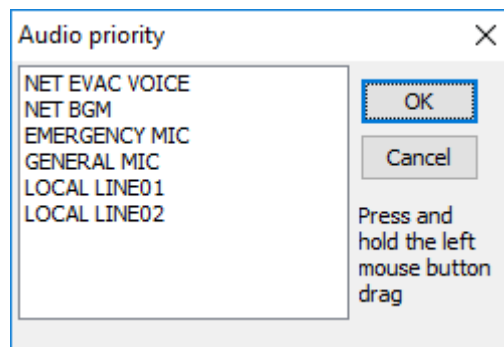 Audio priority
NET EVAC VOICE
NET BGM
EMERGENCY MIC
GENERAL MIC
LOCAL LINE01
LOCAL LINE02
OK
Cancel
Press and
hold the left
mouse button
drag